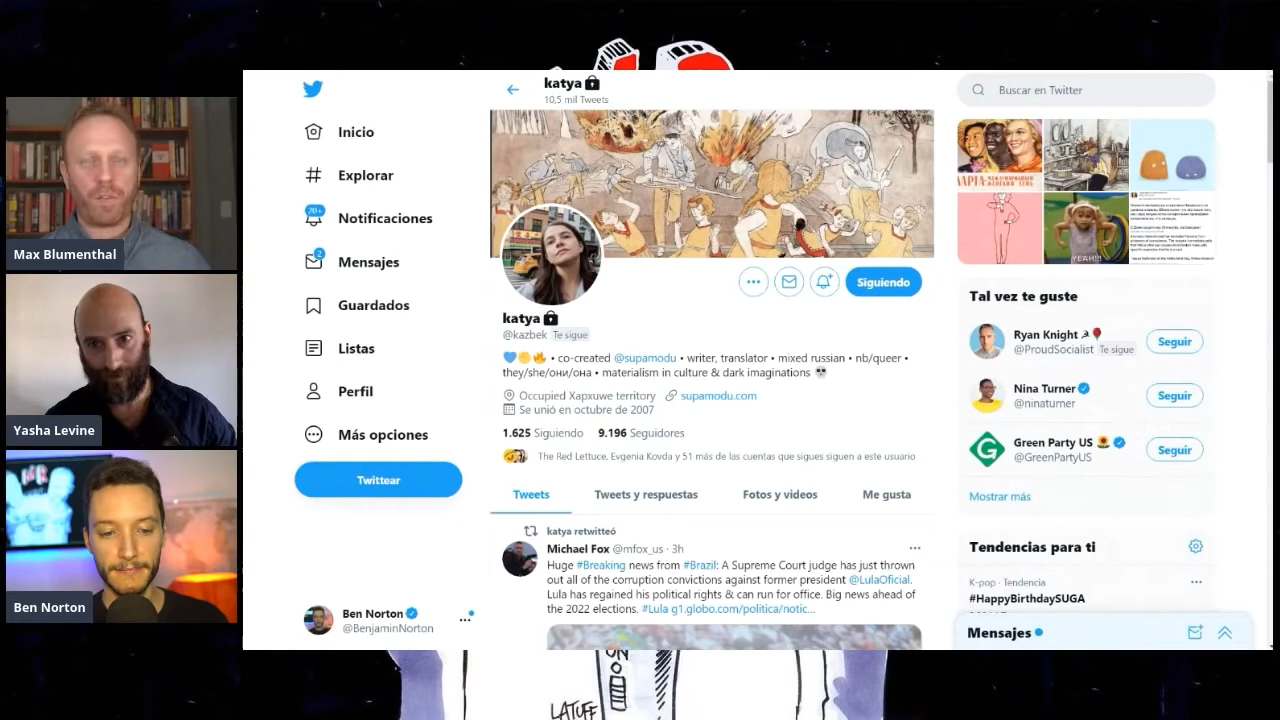 Max Blumenthal
Yasha Levine
Ben Norton
Inicio
Explorar
20+
Notificaciones
2
Mensajes
Guardados
Listas
Perfil
Más opciones
Twittear
Ben Norton
@BenjaminNorton
katya
10,5 mil Tweets
Siguiendo
katya
@kazbek Te sigue
• co-created @supamodu • writer, translator • mixed russian • nb/queer •
they/she/они/она • materialism in culture & dark imaginations
Occupied Xapxuwe territory supamodu.com
Se unió en octubre de 2007
1.625 Siguiendo 9.196 Seguidores
The Red Lettuce, Evgenia Kovda y 51 más de las cuentas que sigues siguen a este usuario
Tweets Tweets y respuestas Fotos y videos Me gusta
katya retwitteó
Michael Fox @mfox_us · 3h
Huge #Breaking news from #Brazil: A Supreme Court judge has just thrown
out all of the corruption convictions against former president @LulaOficial.
Lula has regained his political rights & can run for office. Big news ahead of
the 2022 elections. #Lula g1.globo.com/politica/notic...
Buscar en Twitter
YEAH!!!
Tal vez te guste
Ryan Knight
@ProudSocialist Te sigue
Seguir
Nina Turner
@ninaturner
Seguir
Green Party US
@GreenPartyUS
Seguir
Mostrar más
Tendencias para ti
K-pop · Tendencia
#HappyBirthdaySUGA
Mensajes
LATUFF